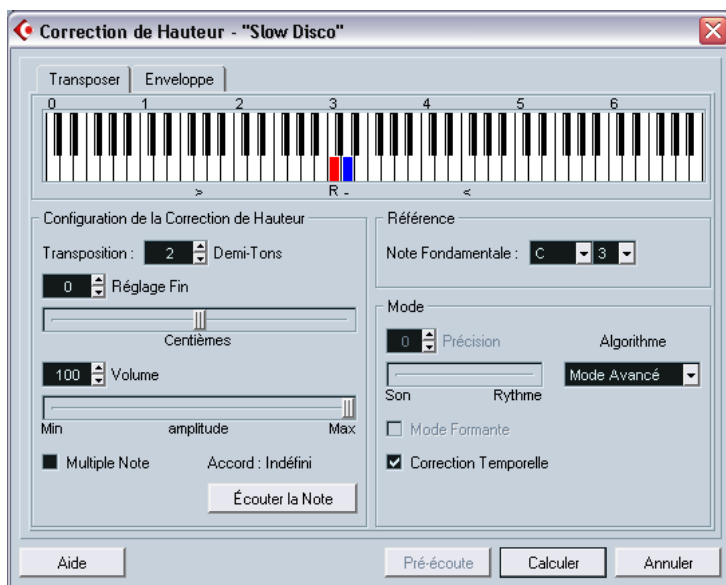 Correction de Hauteur - "Slow Disco"
Transposer Enveloppe
0 1 2 3 4 5 6
> R - <
Configuration de la Correction de Hauteur
Transposition : 2 Demi-Tons
0 Réglage Fin
Centièmes
100 Volume
Min amplitude Max
Multiple Note Accord : Indéfini
Écouter la Note
Référence
Note Fondamentale : C 3
Mode
0 Précision Algorithme
Mode Avancé
Son Rythme
Mode Formante
Correction Temporelle
Aide Pré-écoute Calculer Annuler